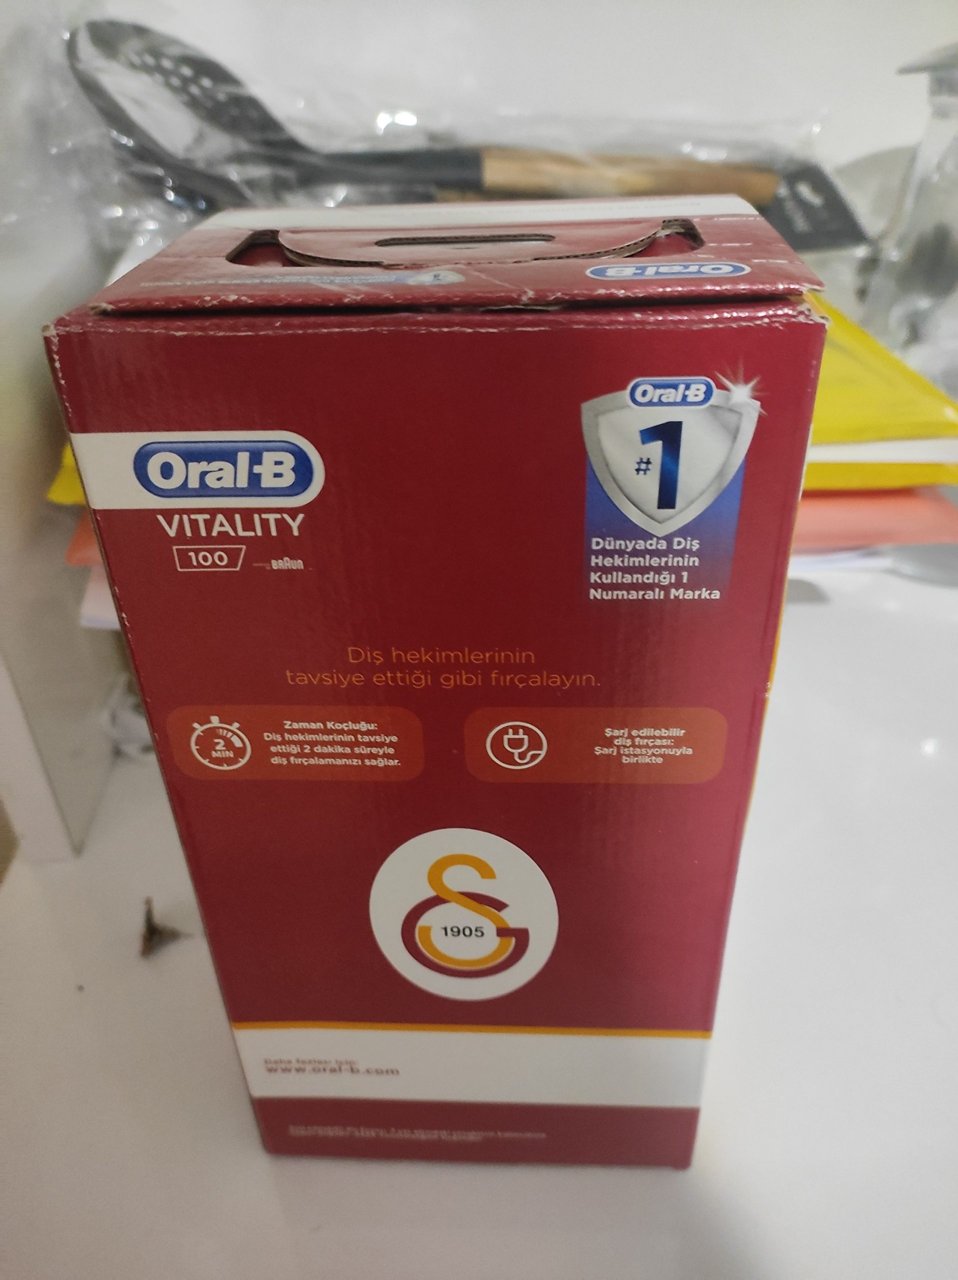 Oral-B
Oral-B
#1
Dünyada Diş
Hekimlerinin
Kullandığı 1
Numaralı Marka
Oral-B
VITALITY
100
BRAUN
Diş hekimlerinin
tavsiye ettiği gibi fırçalayın.
2
MIN
Zaman Koçluğu:
Diş hekimlerinin tavsiye
ettiği 2 dakika süreyle
diş fırçalamanızı sağlar.
Şarj edilebilir
diş fırçası:
Şarj istasyonuyla
birlikte
1905
www.oral-b.com